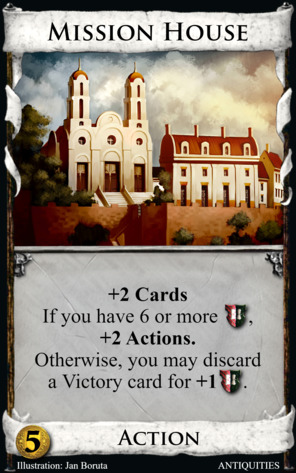 MISSION HOUSE
+2 Cards
If you have 6 or more ,
+2 Actions.
Otherwise, you may discard
a Victory card for +1 .
5
ACTION
Illustration: Jan Boruta
ANTIQUITIES